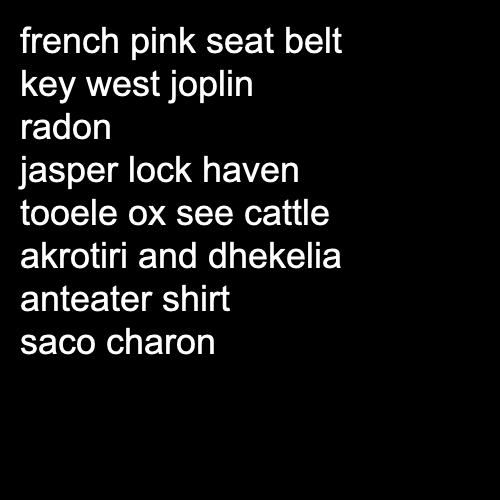 french pink seat belt
key west joplin
radon
jasper lock haven
tooele ox see cattle
akrotiri and dhekelia
anteater shirt
saco charon